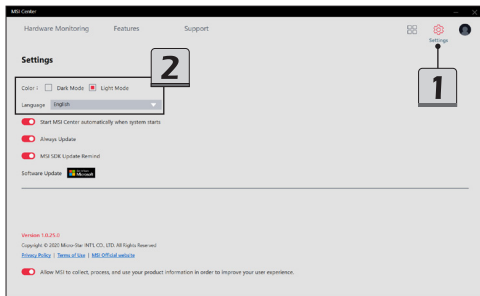 MSI Center
Hardware Monitoring Features Support
Settings
Settings
2
1
Color : Dark Mode Light Mode
Language English
Start MSI Center automatically when system starts
Always Update
MSI SDK Update Remind
Software Update Microsoft
Version 1.0.25.0
Copyright © 2020 Micro-Star INT'L CO., LTD. All Rights Reserved
Privacy Policy | Terms of Use | MSI Official website
Allow MSI to collect, process, and use your product information in order to improve your user experience.